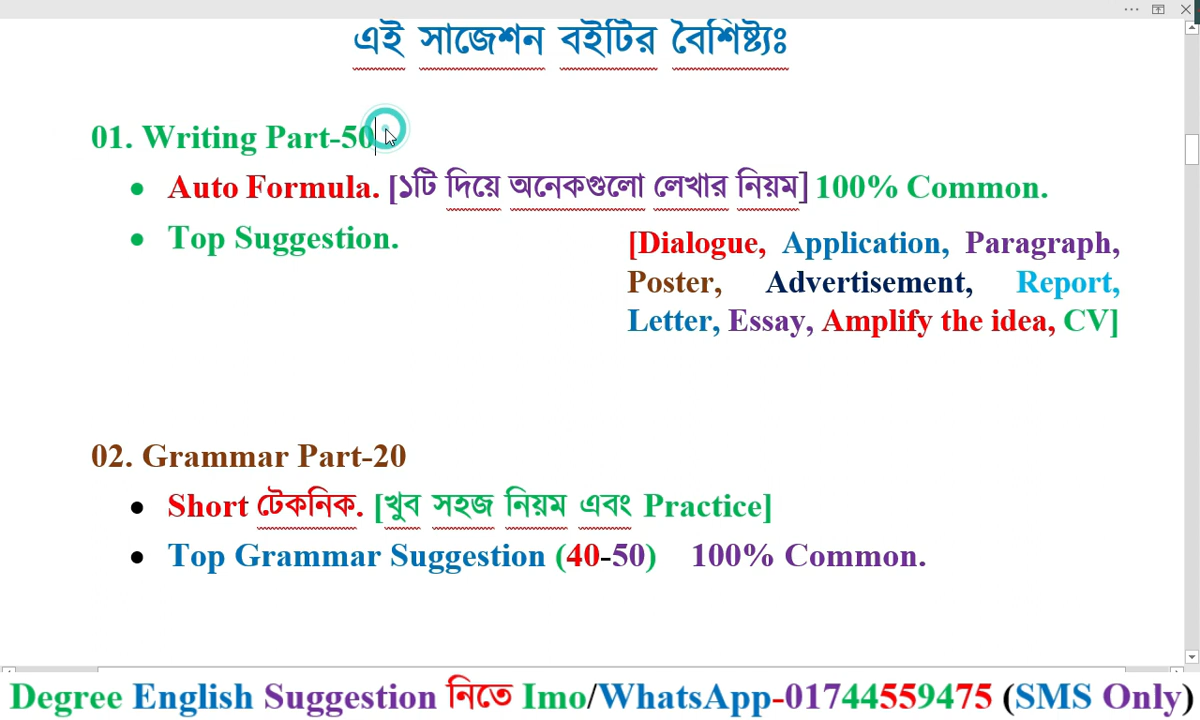 এই সাজেশন বইটির বৈশিষ্ট্যঃ
01. Writing Part-50
• Auto Formula. [১টি দিয়ে অনেকগুলো লেখার নিয়ম] 100% Common.
• Top Suggestion.
[Dialogue, Application, Paragraph,
Poster, Advertisement, Report,
Letter, Essay, Amplify the idea, CV]
02. Grammar Part-20
• Short টেকনিক. [খুব সহজ নিয়ম এবং Practice]
• Top Grammar Suggestion (40-50) 100% Common.
Degree English Suggestion নিতে Imo/WhatsApp-01744559475 (SMS Only)